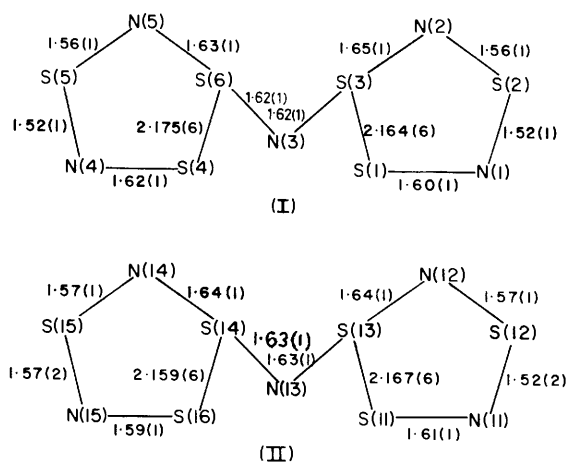 N(5) N(2)
1·56(1) 1·63(1) 1·65(1) 1·56(1)
S(5) S(6) S(3) S(2)
1·62(1)
1·52(1) 2·175(6) 1·62(1) 2·164(6) 1·52(1)
N(3)
N(4) S(4) S(1) N(1)
1·62(1) 1·60(1)
(I)
N(14) N(12)
1·57(1) 1·64(1) 1·64(1) 1·57(1)
S(15) S(14) S(13) S(12)
1·63(1)
1·57(2) 2·159(6) 1·63(1) 2·167(6) 1·52(2)
N(13)
N(15) S(16) S(11) N(11)
1·59(1) 1·61(1)
(II)